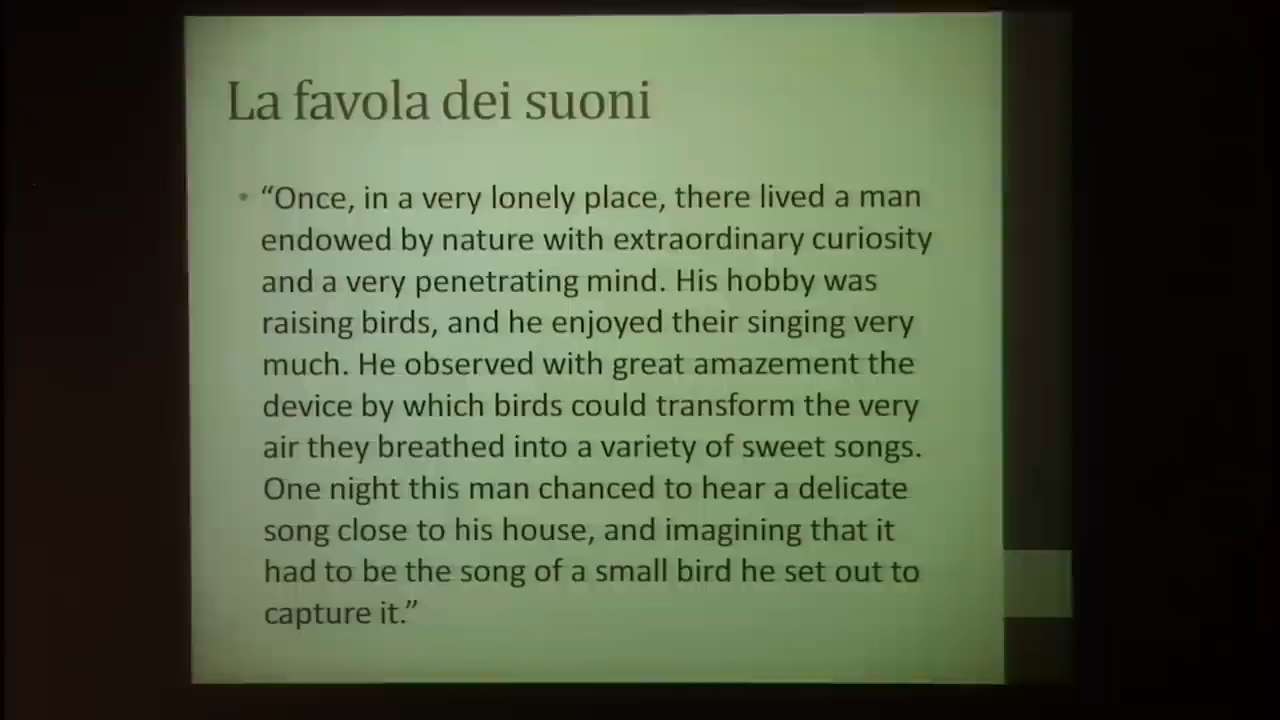 La favola dei suoni
• “Once, in a very lonely place, there lived a man
endowed by nature with extraordinary curiosity
and a very penetrating mind. His hobby was
raising birds, and he enjoyed their singing very
much. He observed with great amazement the
device by which birds could transform the very
air they breathed into a variety of sweet songs.
One night this man chanced to hear a delicate
song close to his house, and imagining that it
had to be the song of a small bird he set out to
capture it.”